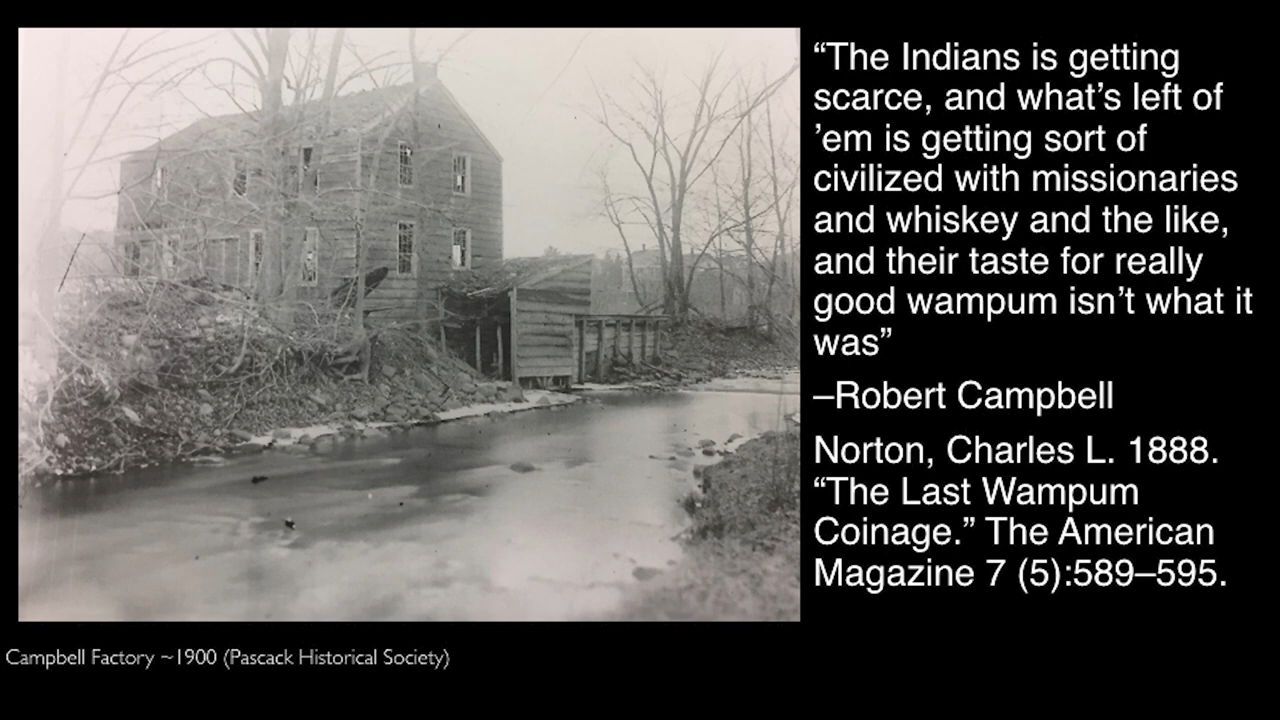 “The Indians is getting
scarce, and what’s left of
’em is getting sort of
civilized with missionaries
and whiskey and the like,
and their taste for really
good wampum isn’t what it
was”
–Robert Campbell
Norton, Charles L. 1888.
“The Last Wampum
Coinage.” The American
Magazine 7 (5):589–595.
Campbell Factory ~1900 (Pascack Historical Society)